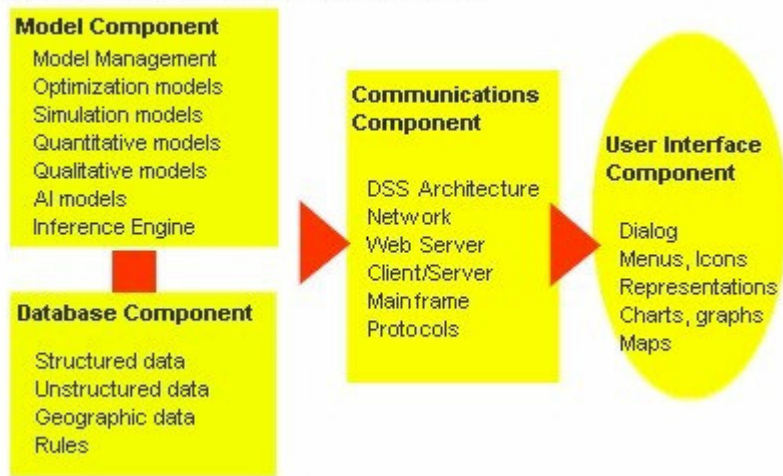 Model Component
Model Management
Optimization models
Simulation models
Quantitative models
Qualitative models
AI models
Inference Engine
Database Component
Structured data
Unstructured data
Geographic data
Rules
Communications
Component
DSS Architecture
Network
Web Server
Client/Server
Mainframe
Protocols
User Interface
Component
Dialog
Menus, Icons
Representations
Charts, graphs
Maps